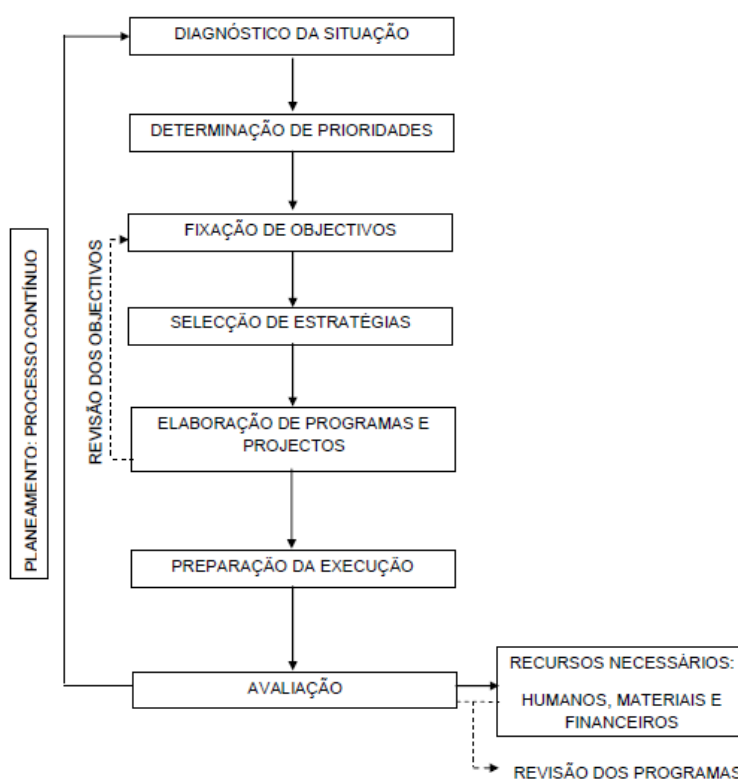 DIAGNÓSTICO DA SITUAÇÃO
DETERMINAÇÃO DE PRIORIDADES
FIXAÇÃO DE OBJECTIVOS
SELECÇÃO DE ESTRATÉGIAS
ELABORAÇÃO DE PROGRAMAS E
PROJECTOS
PREPARAÇÃO DA EXECUÇÃO
AVALIAÇÃO
RECURSOS NECESSÁRIOS:
HUMANOS, MATERIAIS E
FINANCEIROS
REVISÃO DOS PROGRAMAS
REVISÃO DOS OBJECTIVOS
PLANEAMENTO: PROCESSO CONTÍNUO